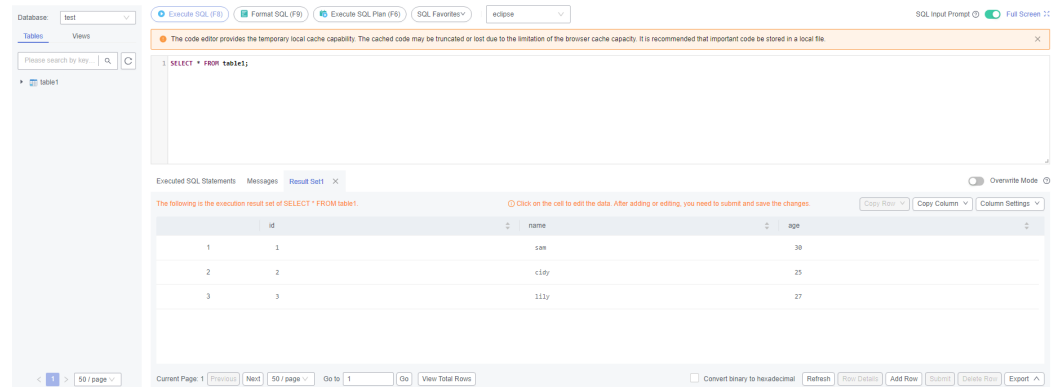 Database: test
Execute SQL (F8) Format SQL (F9) Execute SQL Plan (F6) SQL Favorites eclipse SQL Input Prompt Full Screen
Tables Views
The code editor provides the temporary local cache capability. The cached code may be truncated or lost due to the limitation of the browser cache capacity. It is recommended that important code be stored in a local file.
Please search by key...
table1
1 SELECT * FROM table1;
Executed SQL Statements Messages Result Set1 Overwrite Mode
The following is the execution result set of SELECT * FROM table1. Click on the cell to edit the data. After adding or editing, you need to submit and save the changes. Copy Row Copy Column Column Settings
id name age
1 1 sam 30
2 2 cidy 25
3 3 lily 27
< 1 > 50 / page
Current Page: 1 Previous Next 50 / page Go to 1 Go View Total Rows Convert binary to hexadecimal Refresh Row Details Add Row Submit Delete Row Export